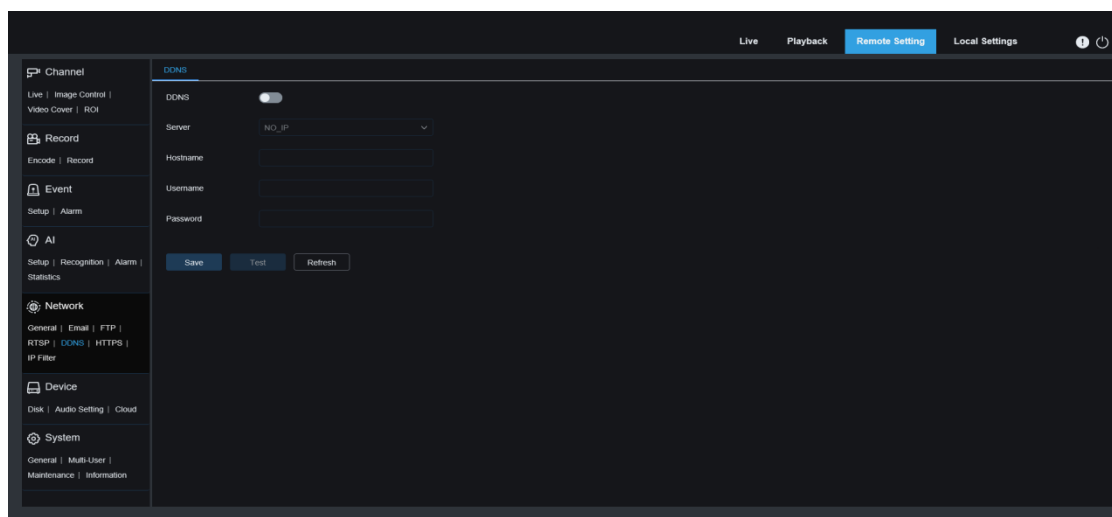 Live Playback Remote Setting Local Settings
Channel
Live | Image Control |
Video Cover | ROI
Record
Encode | Record
Event
Setup | Alarm
AI
Setup | Recognition | Alarm |
Statistics
Network
General | Email | FTP |
RTSP | DDNS | HTTPS |
IP Filter
Device
Disk | Audio Setting | Cloud
System
General | Multi-User |
Maintenance | Information
DDNS
DDNS
Server NO_IP
Hostname
Username
Password
Save Test Refresh